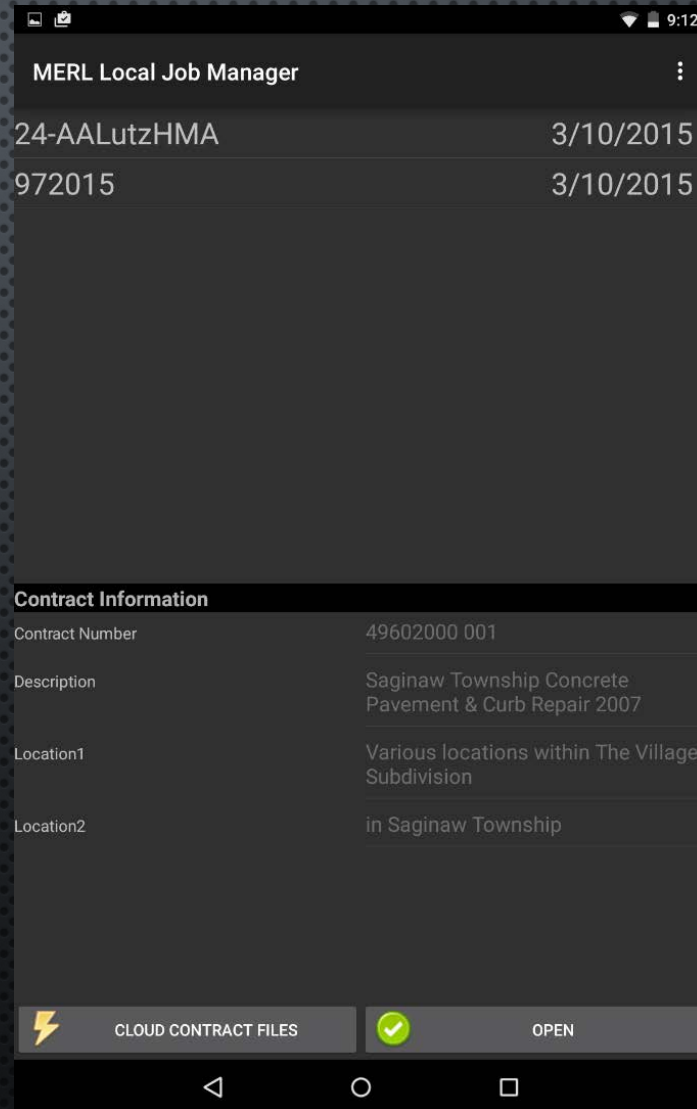 9:12
MERL Local Job Manager
24-AALutzHMA 3/10/2015
972015 3/10/2015
Contract Information
Contract Number 49602000 001
Description Saginaw Township Concrete
Pavement & Curb Repair 2007
Location1 Various locations within The Village
Subdivision
Location2 in Saginaw Township
CLOUD CONTRACT FILES OPEN